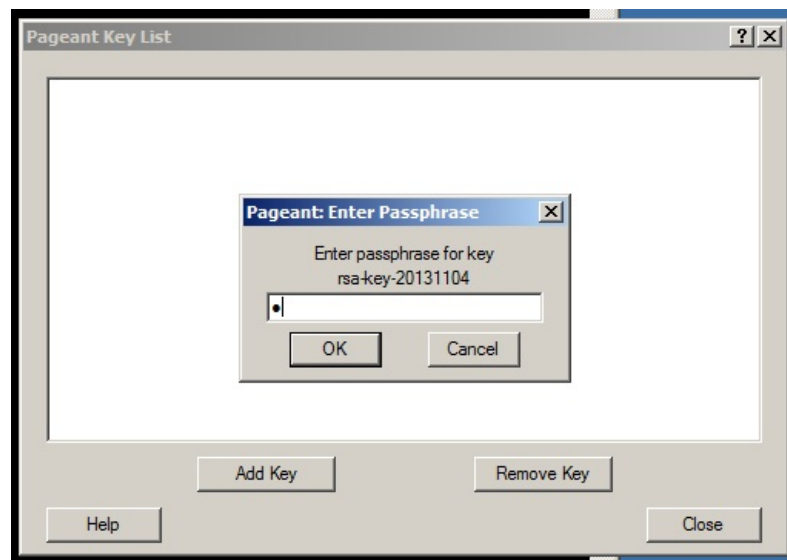 Pageant Key List
Pageant: Enter Passphrase
Enter passphrase for key
rsa-key-20131104
OK Cancel
Add Key Remove Key
Help Close